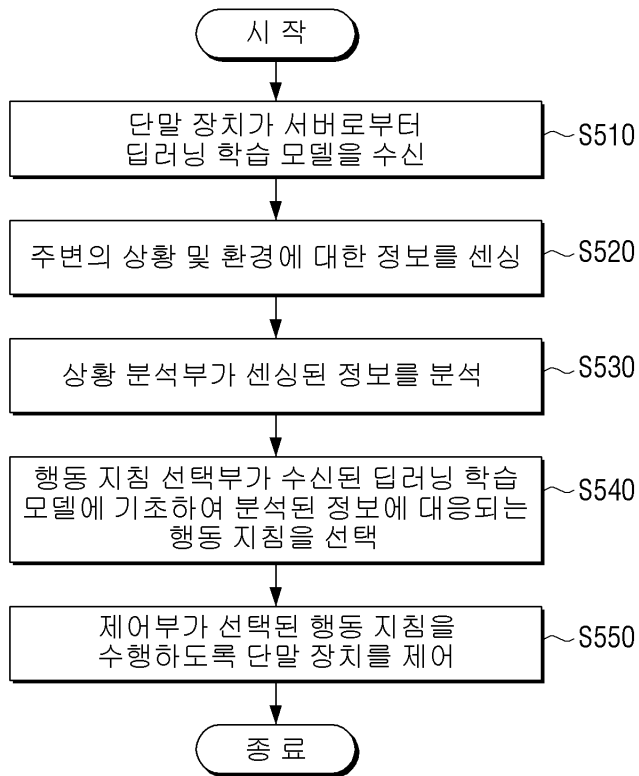 시 작
단말 장치가 서버로부터
딥러닝 학습 모델을 수신
S510
주변의 상황 및 환경에 대한 정보를 센싱
S520
상황 분석부가 센싱된 정보를 분석
S530
행동 지침 선택부가 수신된 딥러닝 학습
모델에 기초하여 분석된 정보에 대응되는
행동 지침을 선택
S540
제어부가 선택된 행동 지침을
수행하도록 단말 장치를 제어
S550
종 료